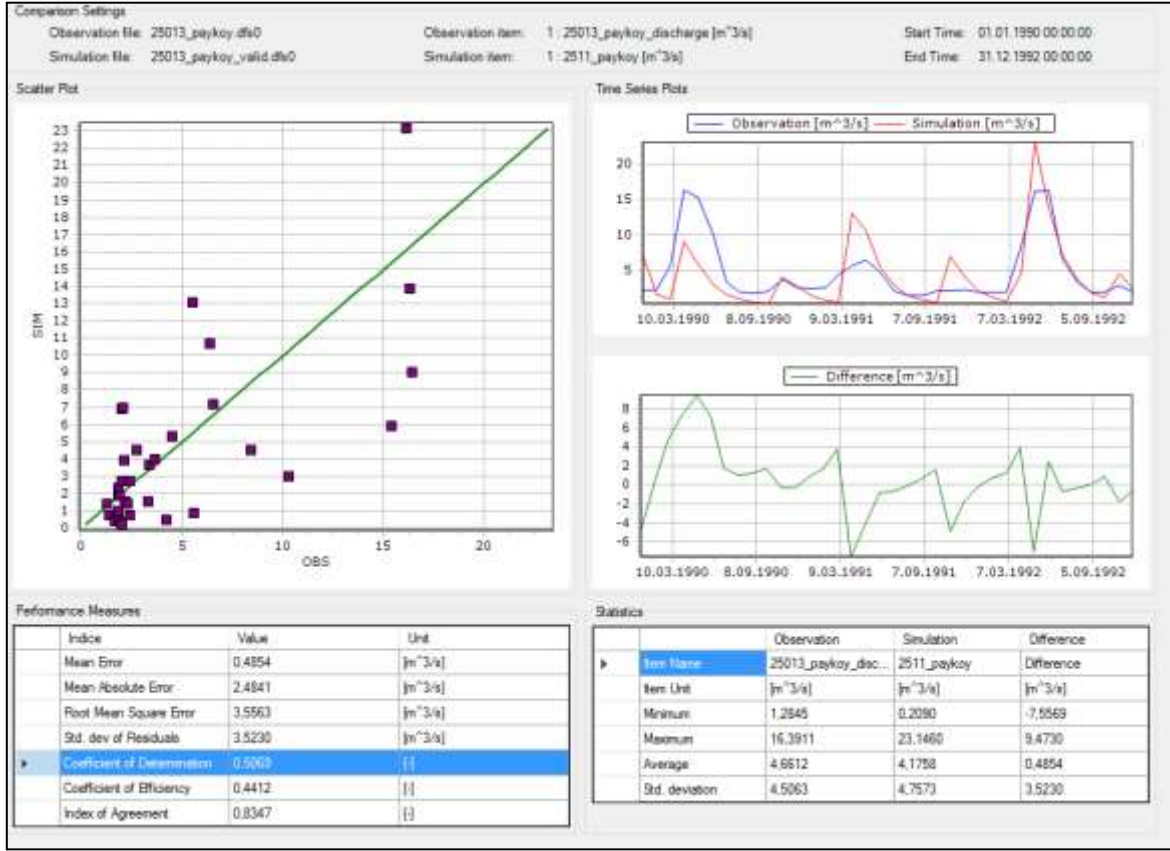 Comparison Settings
Observation file: 25013_paykoy.dfs0 Observation item: 1 : 25013_paykoy_discharge [m^3/s] Start Time: 01.01.1990 00:00:00
Simulation file: 25013_paykoy_valid.dfs0 Simulation item: 1 : 2511_paykoy [m^3/s] End Time: 31.12.1992 00:00:00
Scatter Plot
23
22
21
20
19
18
17
16
15
14
13
12
11
10
9
8
7
6
5
4
3
2
1
0
SIM
0 5 10 15 20
OBS
Time Series Plots
Observation [m^3/s] Simulation [m^3/s]
20
15
10
5
10.03.1990 8.09.1990 9.03.1991 7.09.1991 7.03.1992 5.09.1992
Difference [m^3/s]
8
6
4
2
0
-2
-4
-6
10.03.1990 8.09.1990 9.03.1991 7.09.1991 7.03.1992 5.09.1992
Performance Measures
Indice Value Unit
Mean Error 0.4854 [m^3/s]
Mean Absolute Error 2.4841 [m^3/s]
Root Mean Square Error 3.5563 [m^3/s]
Std. dev of Residuals 3.5230 [m^3/s]
Coefficient of Determination 0.5063 [-]
Coefficient of Efficiency 0.4412 [-]
Index of Agreement 0.8347 [-]
Statistics
Observation Simulation Difference
Item Name 25013_paykoy_disc... 2511_paykoy Difference
Item Unit [m^3/s] [m^3/s] [m^3/s]
Minimum 1,2845 0,2090 -7,5569
Maximum 16,3911 23,1460 9,4730
Average 4,6612 4,1758 0,4854
Std. deviation 4,5063 4,7573 3,5230